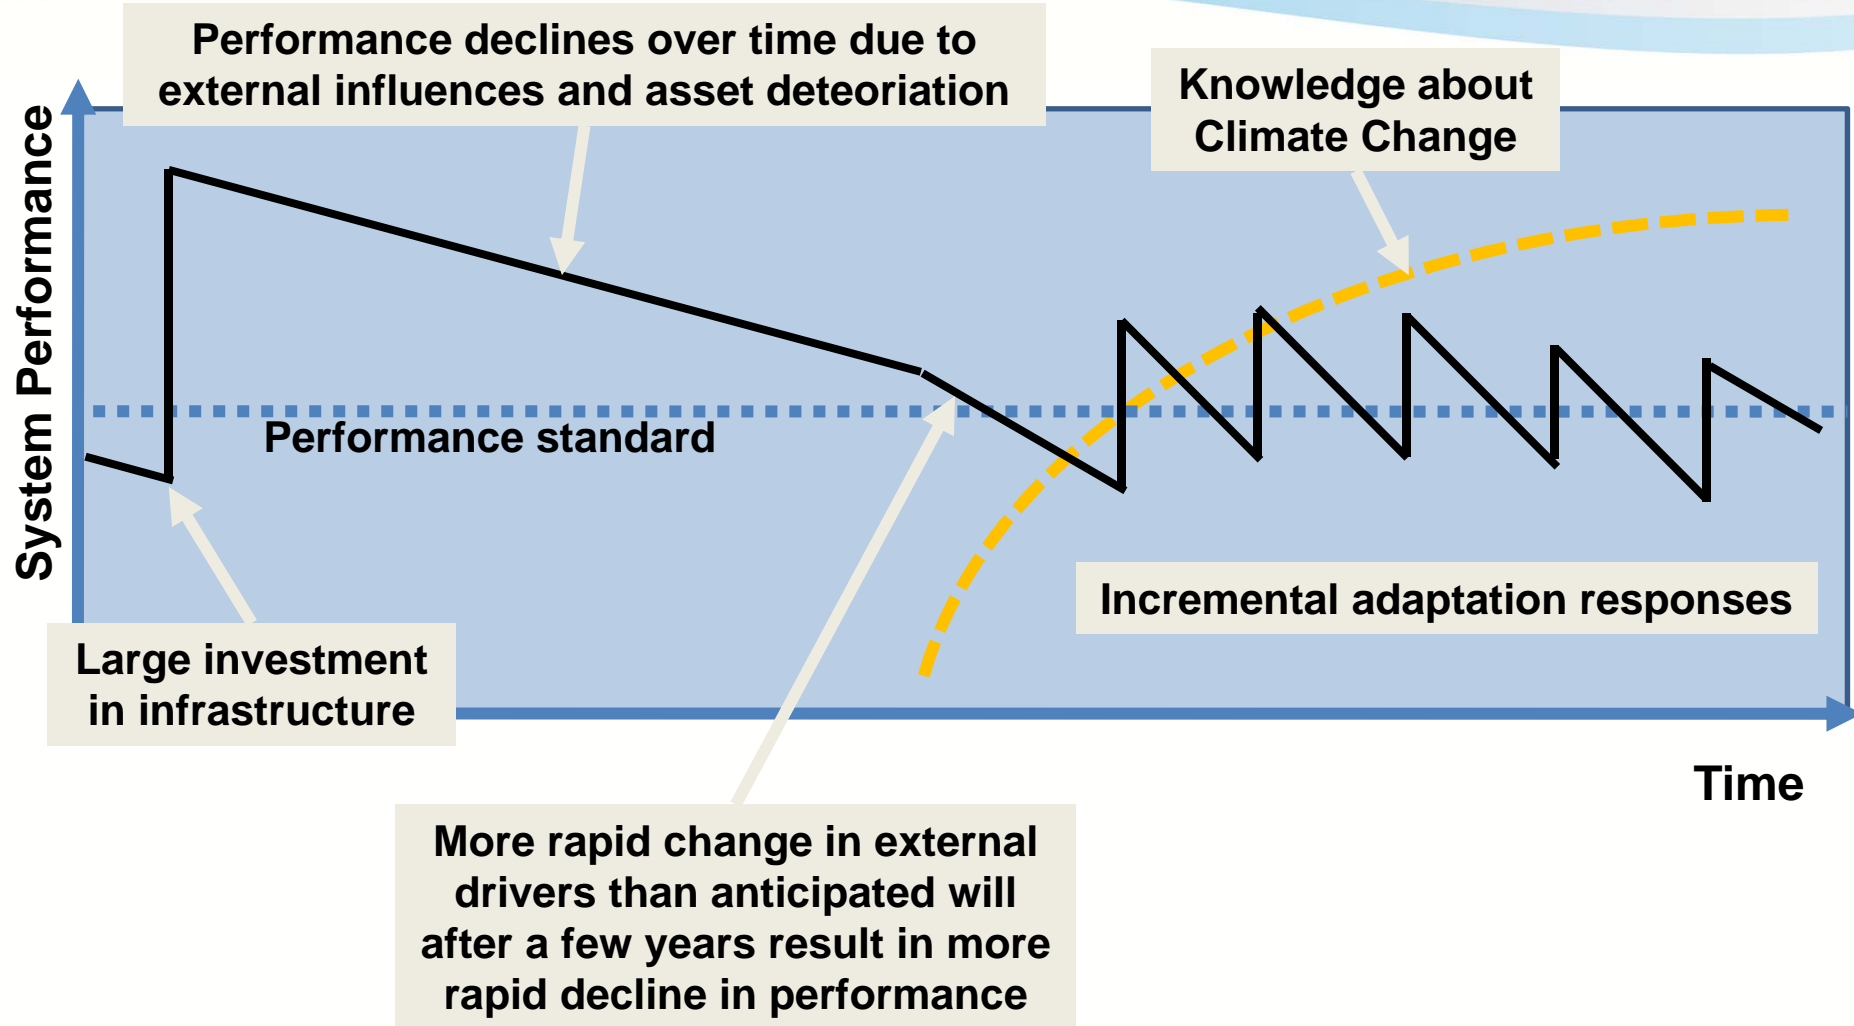 Performance declines over time due to
external influences and asset deteoriation
Knowledge about
Climate Change
System Performance
Performance standard
Incremental adaptation responses
Large investment
in infrastructure
Time
More rapid change in external
drivers than anticipated will
after a few years result in more
rapid decline in performance